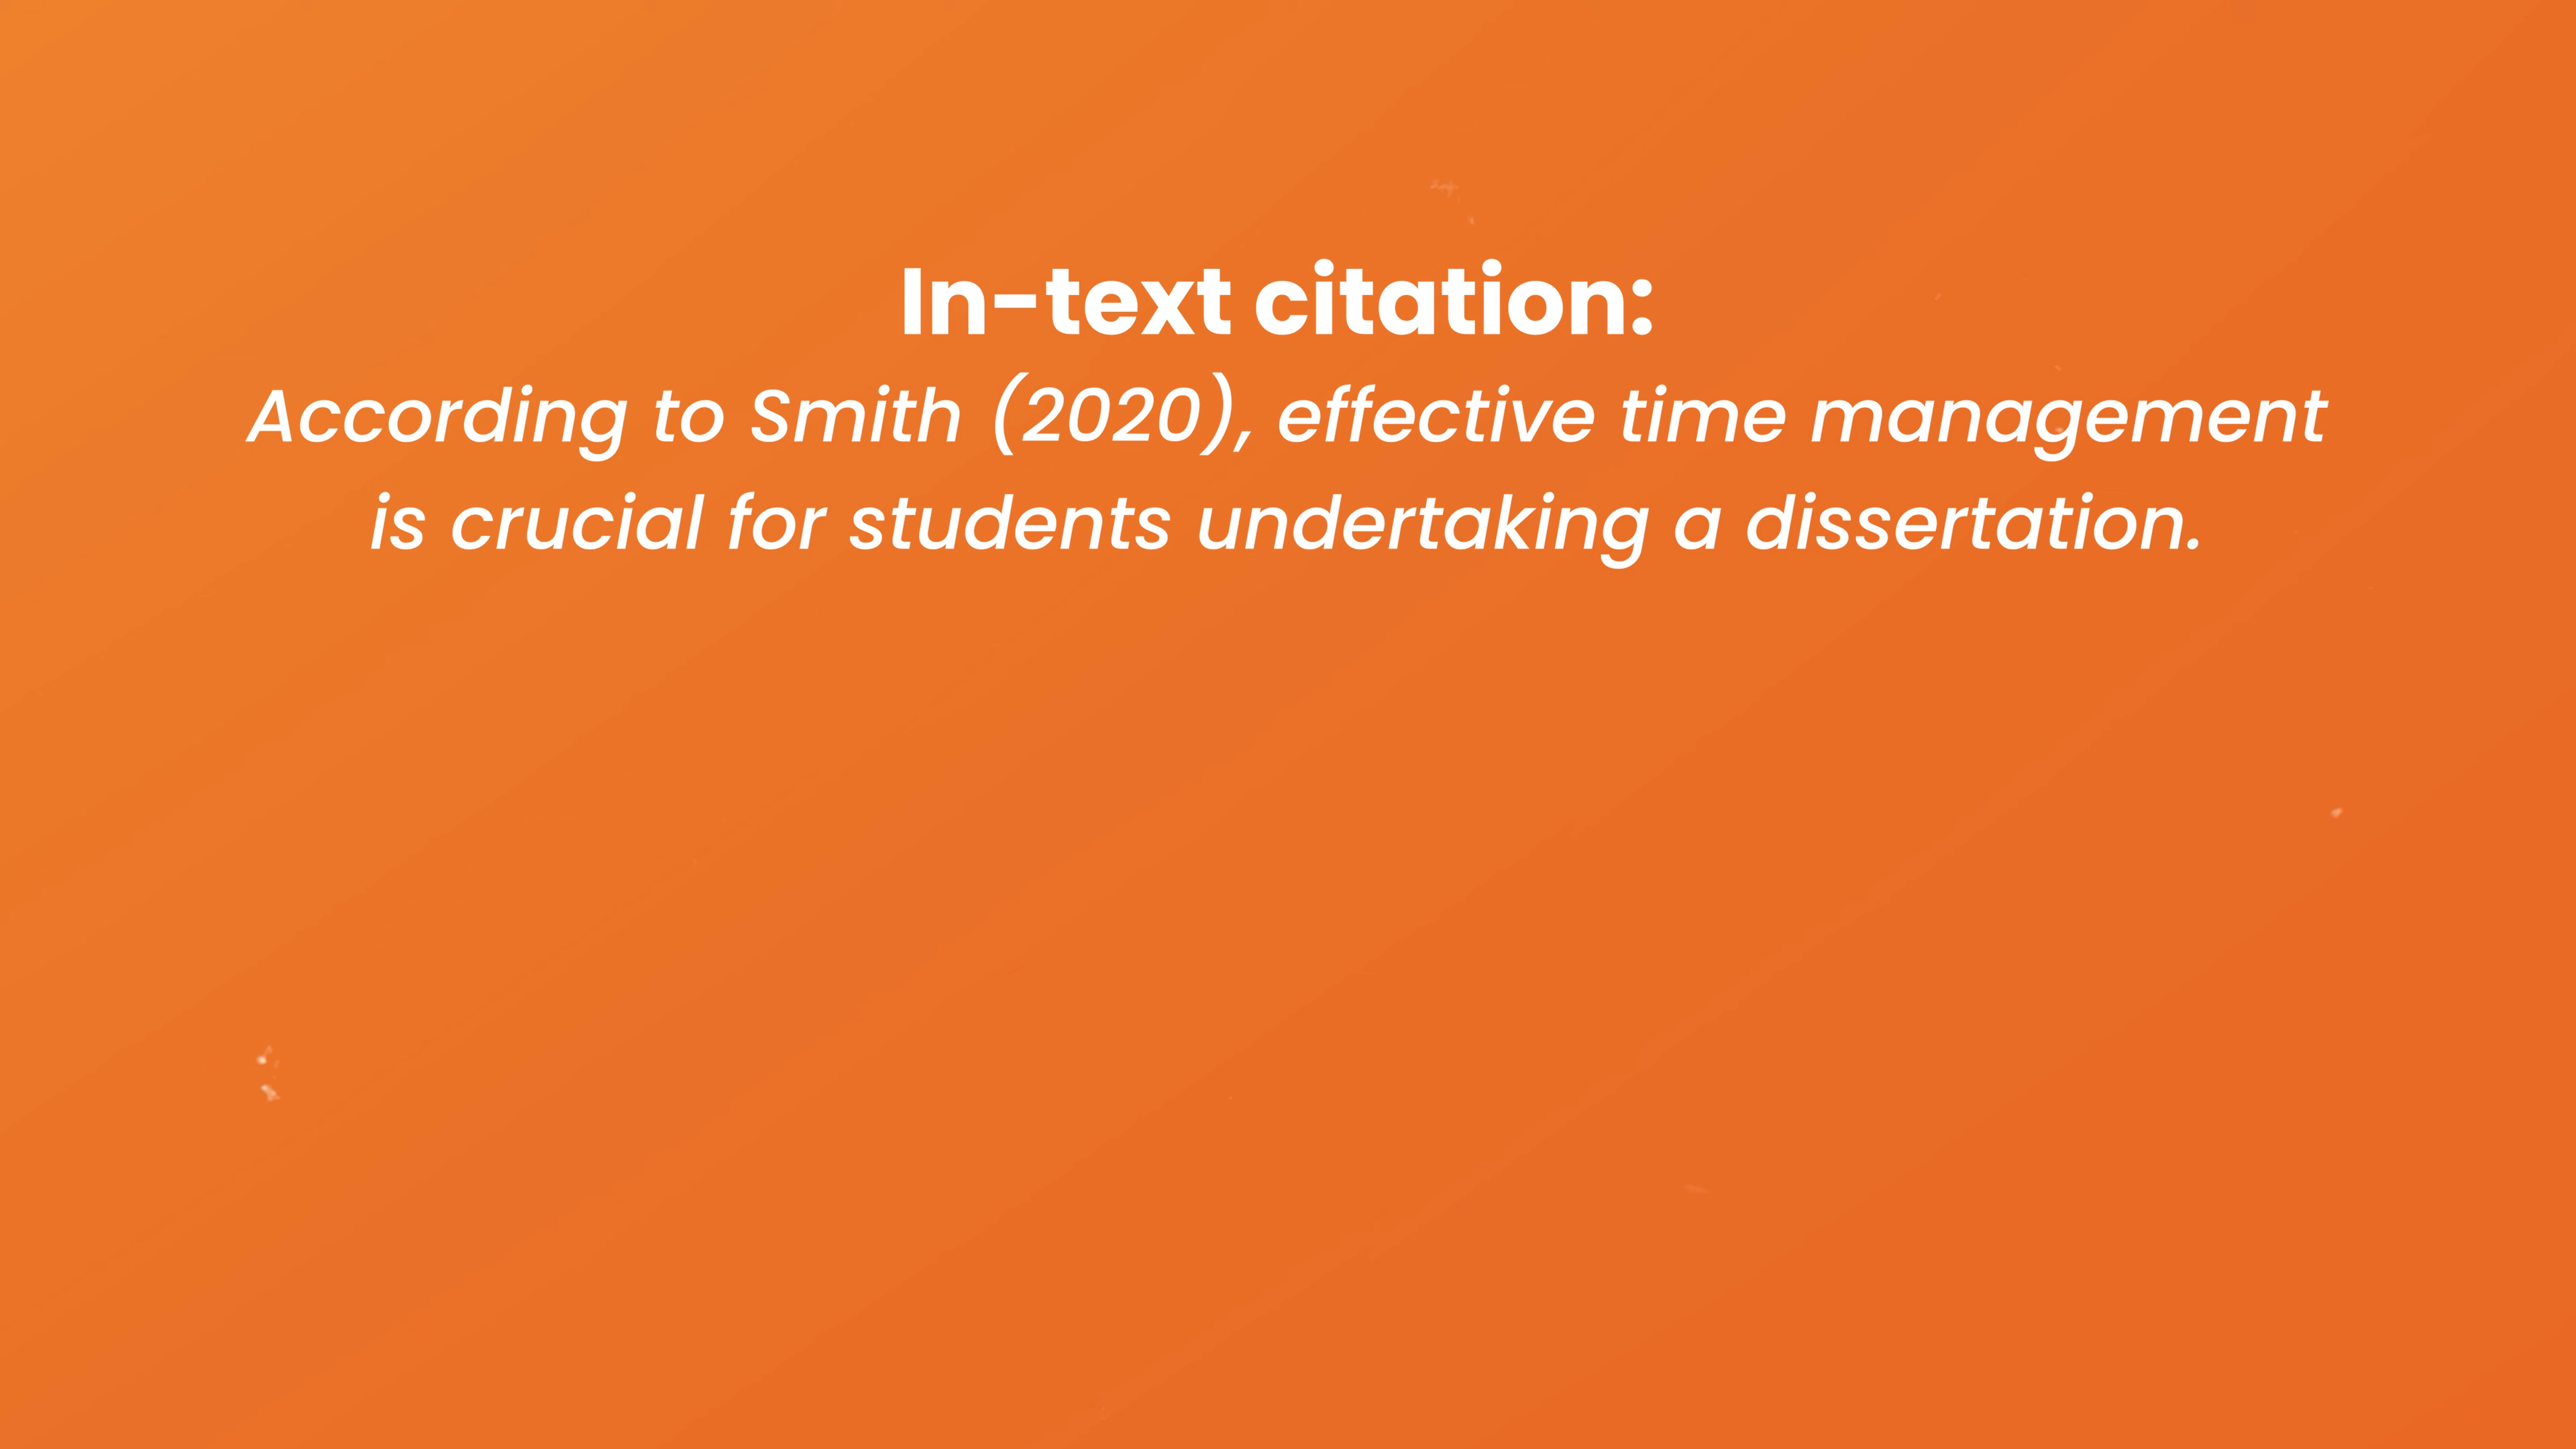 In-text citation:
According to Smith (2020), effective time management
is crucial for students undertaking a dissertation.